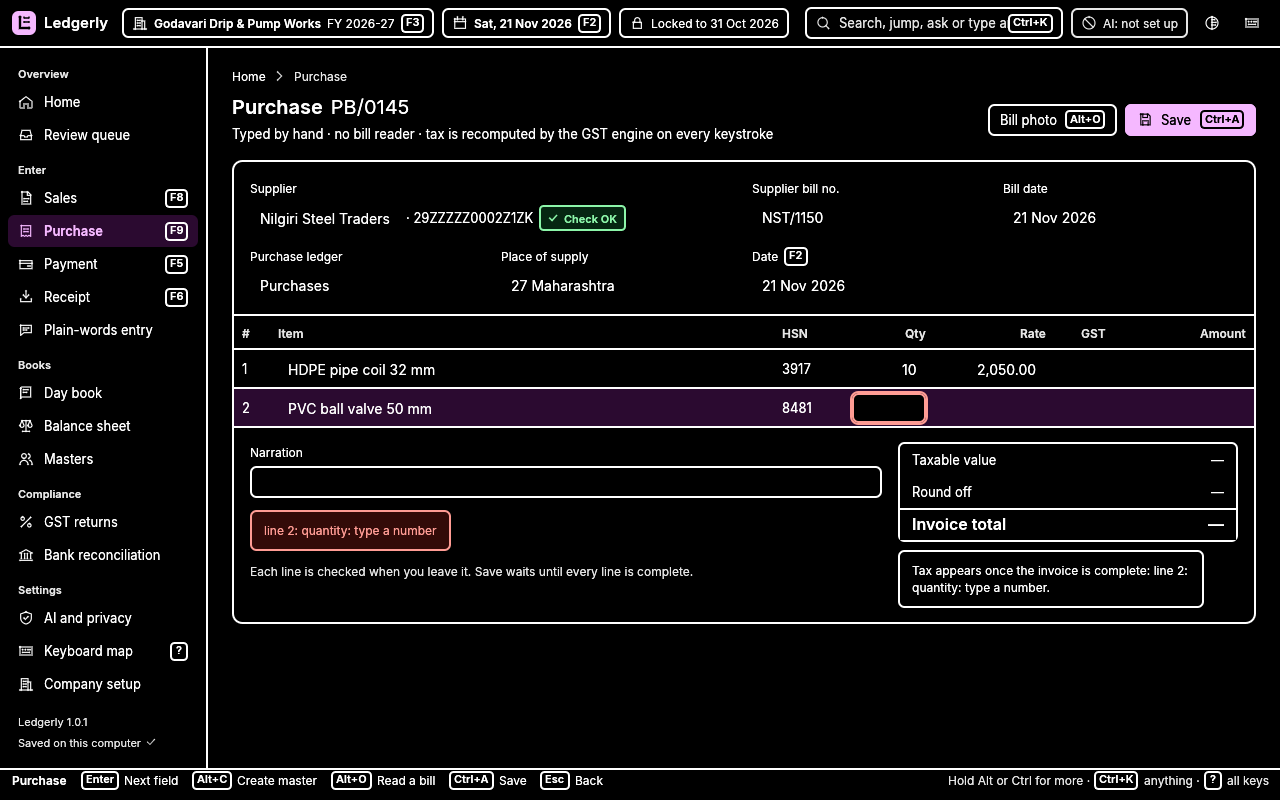 Ledgerly
Godavari Drip & Pump Works FY 2026-27 F3
Sat, 21 Nov 2026 F2
Locked to 31 Oct 2026
Search, jump, ask or type a Ctrl+K
AI: not set up
Overview
Home
Review queue
Enter
Sales F8
Purchase F9
Payment F5
Receipt F6
Plain-words entry
Books
Day book
Balance sheet
Masters
Compliance
GST returns
Bank reconciliation
Settings
AI and privacy
Keyboard map ?
Company setup
Ledgerly 1.0.1
Saved on this computer
Home Purchase
Purchase PB/0145
Typed by hand · no bill reader · tax is recomputed by the GST engine on every keystroke
Bill photo Alt+O
Save Ctrl+A
Supplier Supplier bill no. Bill date
Nilgiri Steel Traders · 29ZZZZZ0002Z1ZK Check OK NST/1150 21 Nov 2026
Purchase ledger Place of supply Date F2
Purchases 27 Maharashtra 21 Nov 2026
# Item HSN Qty Rate GST Amount
1 HDPE pipe coil 32 mm 3917 10 2,050.00
2 PVC ball valve 50 mm 8481
Narration
line 2: quantity: type a number
Each line is checked when you leave it. Save waits until every line is complete.
Taxable value —
Round off —
Invoice total —
Tax appears once the invoice is complete: line 2:
quantity: type a number.
Purchase Enter Next field Alt+C Create master Alt+O Read a bill Ctrl+A Save Esc Back
Hold Alt or Ctrl for more · Ctrl+K anything · ? all keys